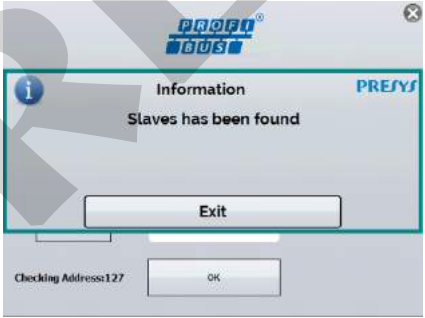 PROFI®
BUS
Information
PRESYS
Slaves has been found
Exit
Checking Address:127
OK